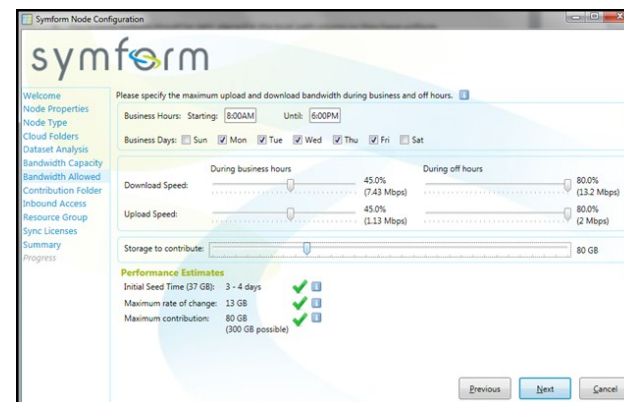 Symform Node Configuration
symform
Welcome
Node Properties
Node Type
Cloud Folders
Dataset Analysis
Bandwidth Capacity
Bandwidth Allowed
Contribution Folder
Inbound Access
Resource Group
Sync Licenses
Summary
Progress
Please specify the maximum upload and download bandwidth during business and off hours.
Business Hours: Starting: 8:00AM Until: 6:00PM
Business Days: Sun Mon Tue Wed Thu Fri Sat
During business hours During off hours
Download Speed: 45.0% (7.43 Mbps) 80.0% (13.2 Mbps)
Upload Speed: 45.0% (1.13 Mbps) 80.0% (2 Mbps)
Storage to contribute: 80 GB
Performance Estimates
Initial Seed Time (37 GB): 3 - 4 days
Maximum rate of change: 13 GB
Maximum contribution: 80 GB
(300 GB possible)
Previous Next Cancel